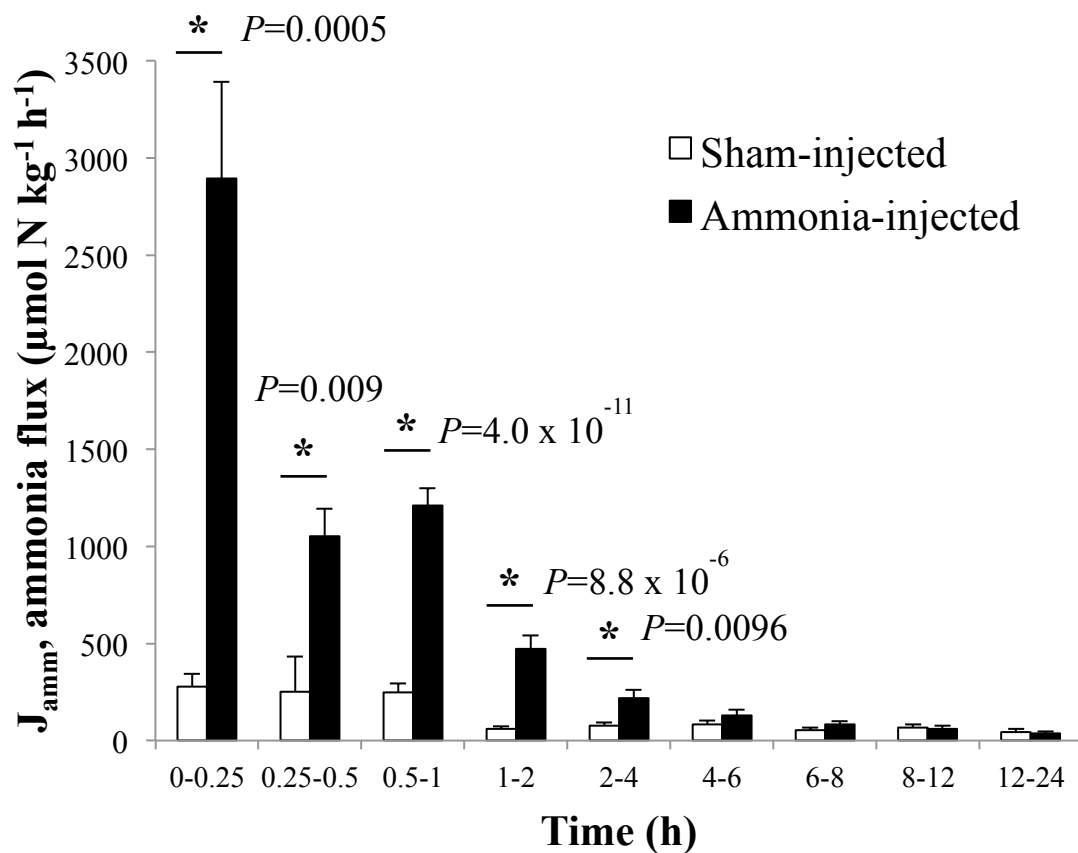 * P=0.0005
3500
3000
2500
2000
1500
1000
500
0
J_amm, ammonia flux (µmol N kg⁻¹ h⁻¹)
Sham-injected
Ammonia-injected
P=0.009
*
* P=4.0 x 10⁻¹¹
* P=8.8 x 10⁻⁶
* P=0.0096
0-0.25 0.25-0.5 0.5-1 1-2 2-4 4-6 6-8 8-12 12-24
Time (h)